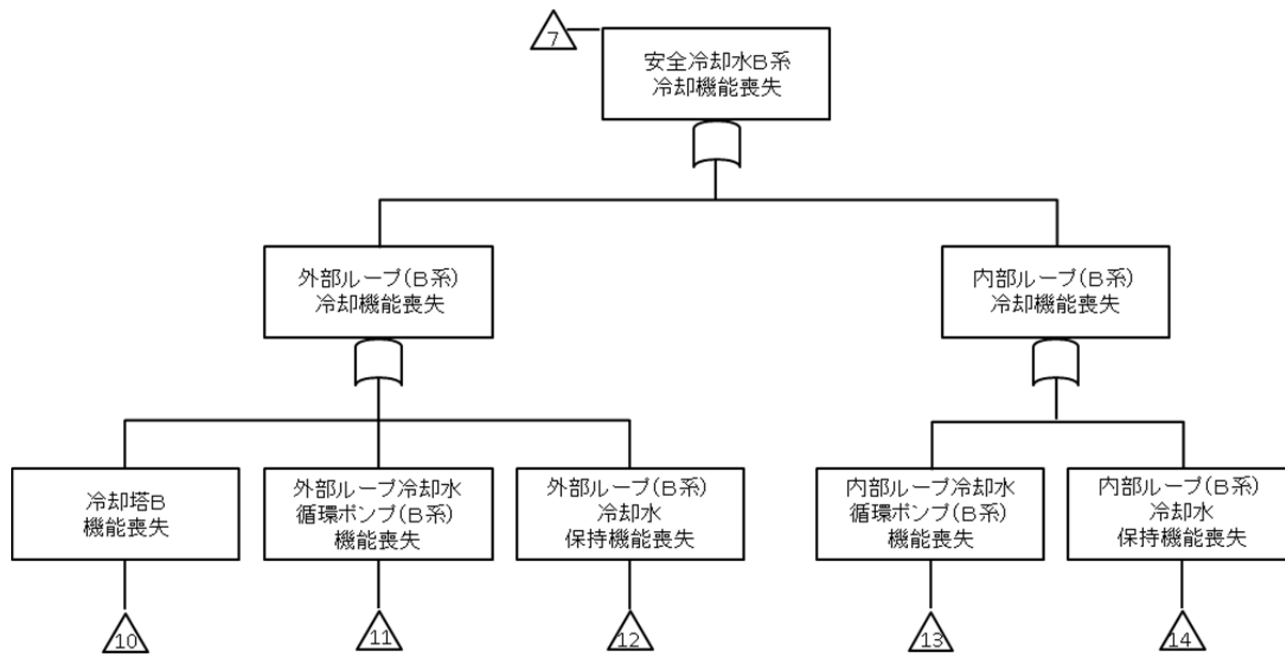 7
安全冷却水B系
冷却機能喪失
外部ループ(B系)
冷却機能喪失
内部ループ(B系)
冷却機能喪失
冷却塔B
機能喪失
外部ループ冷却水
循環ポンプ(B系)
機能喪失
外部ループ(B系)
冷却水
保持機能喪失
内部ループ冷却水
循環ポンプ(B系)
機能喪失
内部ループ(B系)
冷却水
保持機能喪失
10
11
12
13
14